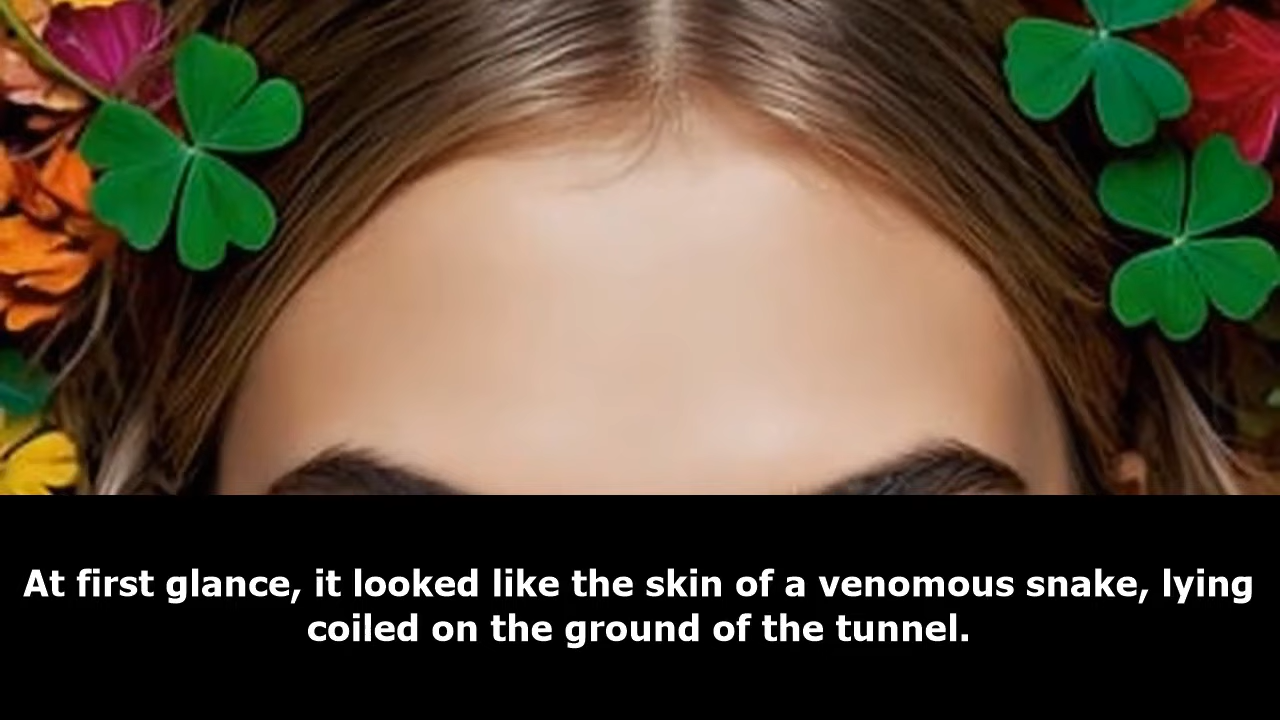 At first glance, it looked like the skin of a venomous snake, lying
coiled on the ground of the tunnel.